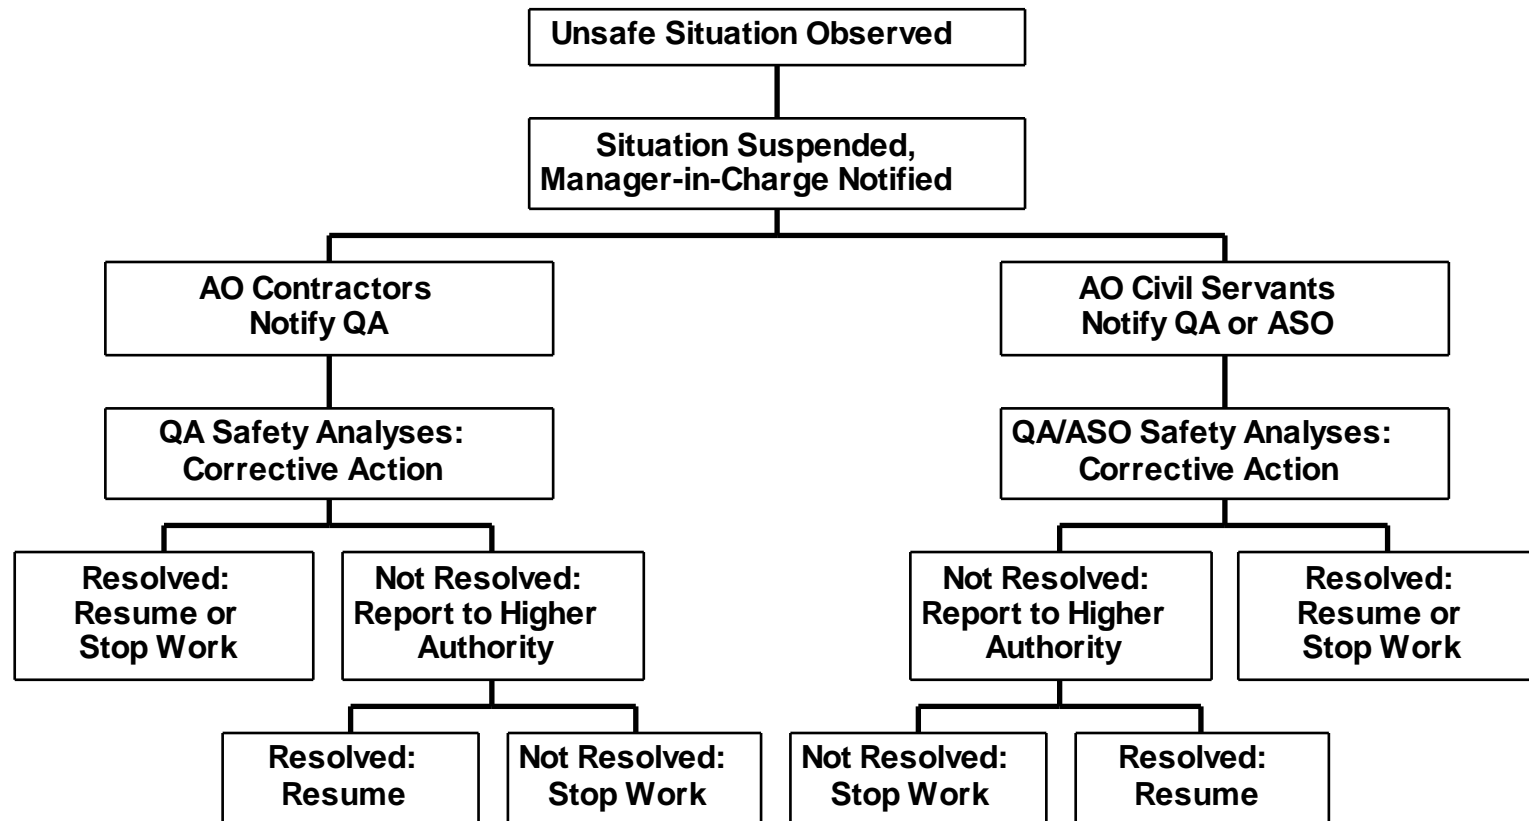 Unsafe Situation Observed
Situation Suspended,
Manager-in-Charge Notified
AO Contractors
Notify QA
AO Civil Servants
Notify QA or ASO
QA Safety Analyses:
Corrective Action
QA/ASO Safety Analyses:
Corrective Action
Resolved:
Resume or
Stop Work
Not Resolved:
Report to Higher
Authority
Not Resolved:
Report to Higher
Authority
Resolved:
Resume or
Stop Work
Resolved:
Resume
Not Resolved:
Stop Work
Not Resolved:
Stop Work
Resolved:
Resume